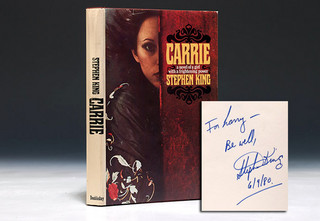 STEPHEN KING
CARRIE
Doubleday
CARRIE
a novel of a girl
with a frightening power
STEPHEN KING
For Larry –
Be well,
Stephen King
6/9/80.